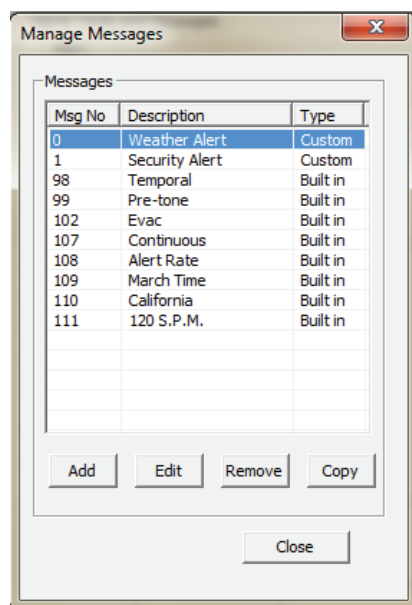 Manage Messages
Messages
Msg No Description Type
0 Weather Alert Custom
1 Security Alert Custom
98 Temporal Built in
99 Pre-tone Built in
102 Evac Built in
107 Continuous Built in
108 Alert Rate Built in
109 March Time Built in
110 California Built in
111 120 S.P.M. Built in
Add Edit Remove Copy
Close